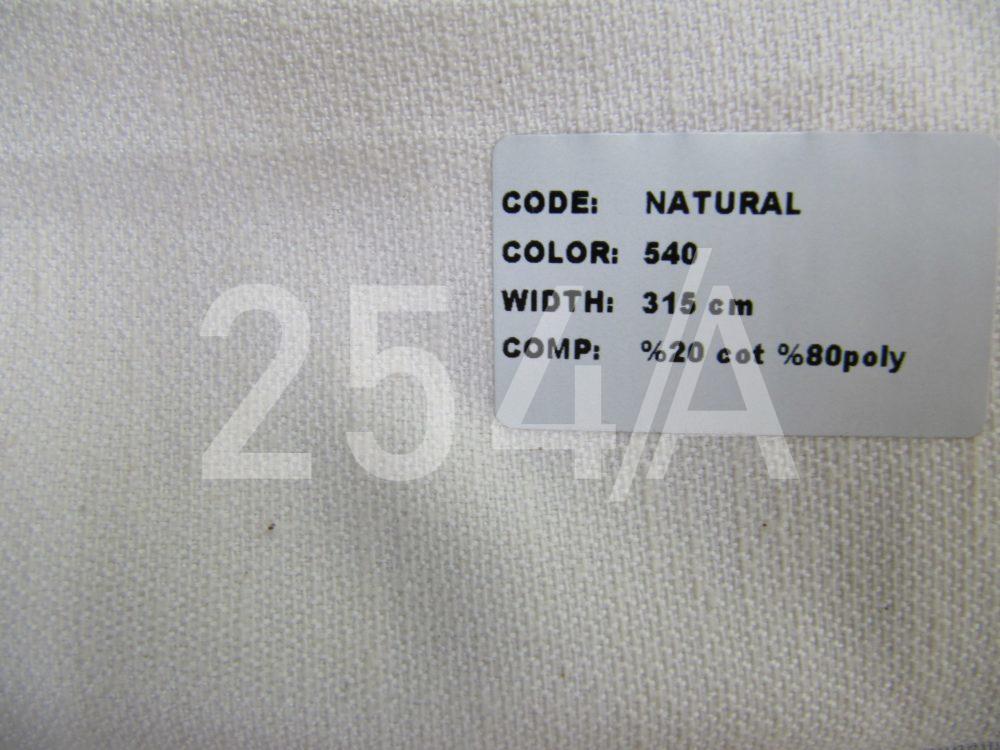 CODE: NATURAL
COLOR: 540
WIDTH: 315 cm
COMP: %20 cot %80poly
254/A